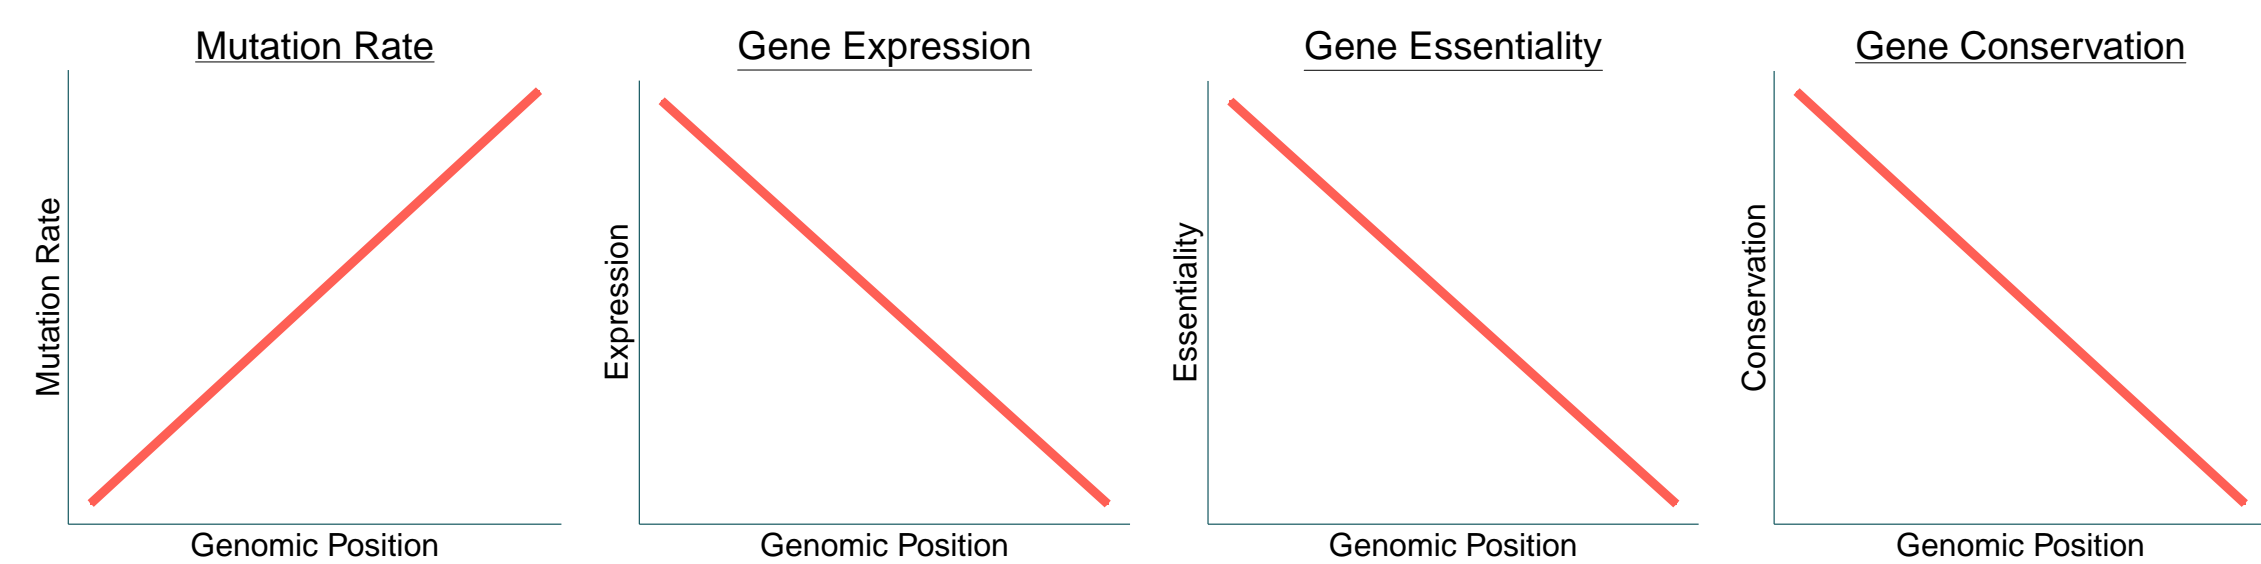 Mutation Rate
Mutation Rate
Genomic Position
Gene Expression
Expression
Genomic Position
Gene Essentiality
Essentiality
Genomic Position
Gene Conservation
Conservation
Genomic Position